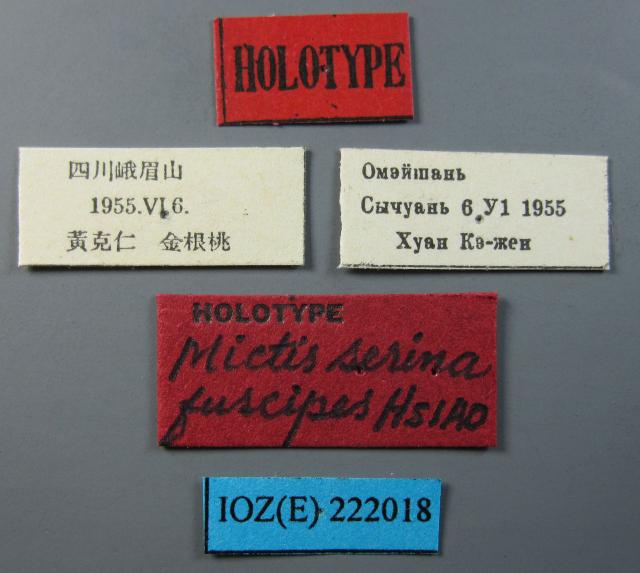 HOLOTYPE
四川峨眉山
1955.VI.6.
黃克仁 金根桃
Омэйшань
Сычуань 6.У1 1955
Хуан Кэ-жен
HOLOTYPE
Mictis serina
fuscipes HSIAO
IOZ(E) 222018